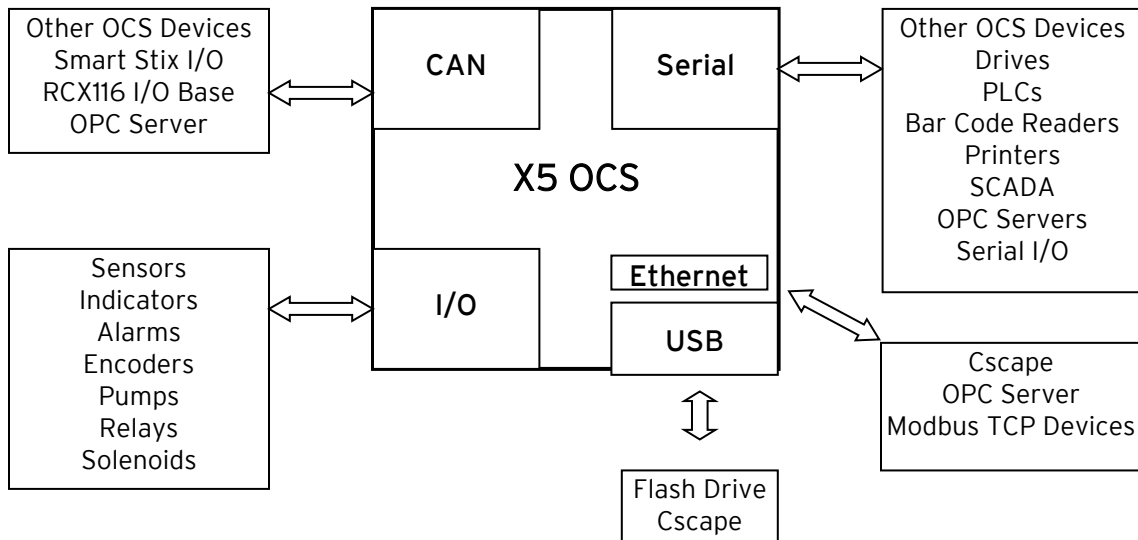 Other OCS Devices
Smart Stix I/O
RCX116 I/O Base
OPC Server
CAN
Serial
X5 OCS
Other OCS Devices
Drives
PLCs
Bar Code Readers
Printers
SCADA
OPC Servers
Serial I/O
Sensors
Indicators
Alarms
Encoders
Pumps
Relays
Solenoids
I/O
Ethernet
USB
Cscape
OPC Server
Modbus TCP Devices
Flash Drive
Cscape